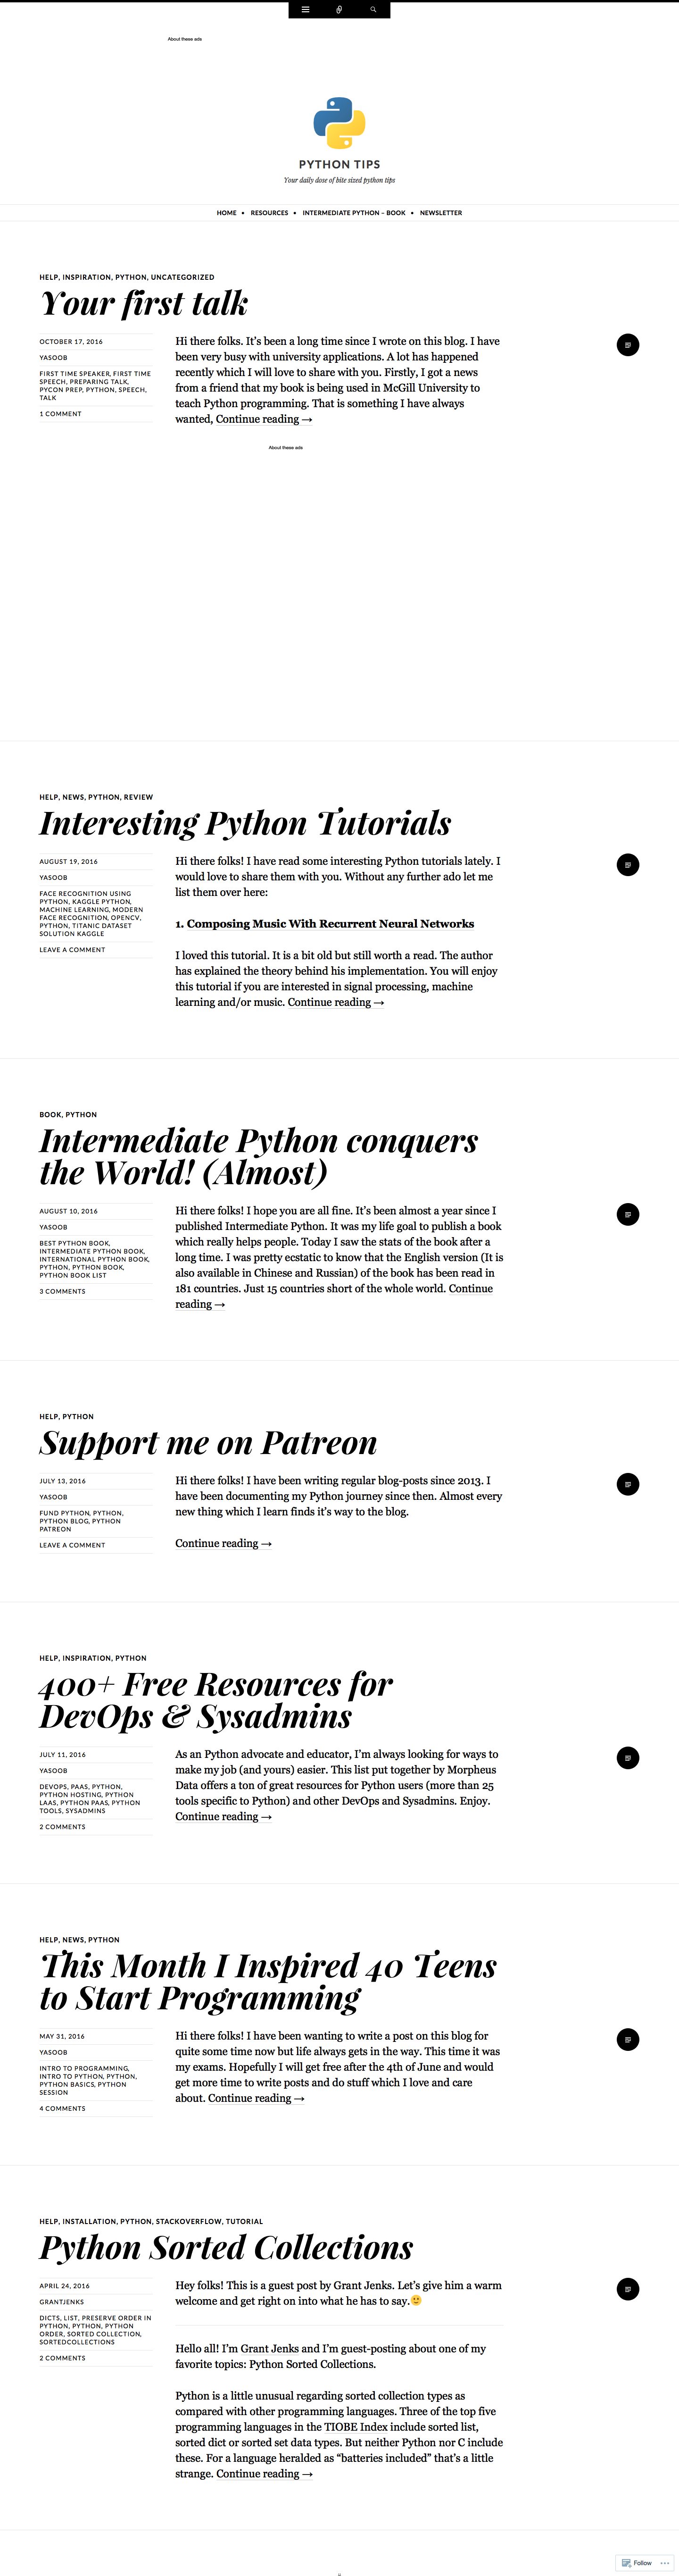 About these ads
PYTHON TIPS
Your daily dose of bite sized python tips
HOME • RESOURCES • INTERMEDIATE PYTHON – BOOK • NEWSLETTER
HELP, INSPIRATION, PYTHON, UNCATEGORIZED
Your first talk
OCTOBER 17, 2016
YASOOB
FIRST TIME SPEAKER, FIRST TIME
SPEECH, PREPARING TALK,
PYCON PREP, PYTHON, SPEECH,
TALK
1 COMMENT
Hi there folks. It’s been a long time since I wrote on this blog. I have
been very busy with university applications. A lot has happened
recently which I will love to share with you. Firstly, I got a news
from a friend that my book is being used in McGill University to
teach Python programming. That is something I have always
wanted, Continue reading →
About these ads
HELP, NEWS, PYTHON, REVIEW
Interesting Python Tutorials
AUGUST 19, 2016
YASOOB
FACE RECOGNITION USING
PYTHON, KAGGLE PYTHON,
MACHINE LEARNING, MODERN
FACE RECOGNITION, OPENCV,
PYTHON, TITANIC DATASET
SOLUTION KAGGLE
LEAVE A COMMENT
Hi there folks! I have read some interesting Python tutorials lately. I
would love to share them with you. Without any further ado let me
list them over here:
1. Composing Music With Recurrent Neural Networks
I loved this tutorial. It is a bit old but still worth a read. The author
has explained the theory behind his implementation. You will enjoy
this tutorial if you are interested in signal processing, machine
learning and/or music. Continue reading →
BOOK, PYTHON
Intermediate Python conquers
the World! (Almost)
AUGUST 10, 2016
YASOOB
BEST PYTHON BOOK,
INTERMEDIATE PYTHON BOOK,
INTERNATIONAL PYTHON BOOK,
PYTHON, PYTHON BOOK,
PYTHON BOOK LIST
3 COMMENTS
Hi there folks! I hope you are all fine. It’s been almost a year since I
published Intermediate Python. It was my life goal to publish a book
which really helps people. Today I saw the stats of the book after a
long time. I was pretty ecstatic to know that the English version (It is
also available in Chinese and Russian) of the book has been read in
181 countries. Just 15 countries short of the whole world. Continue
reading →
HELP, PYTHON
Support me on Patreon
JULY 13, 2016
YASOOB
FUND PYTHON, PYTHON,
PYTHON BLOG, PYTHON
PATREON
LEAVE A COMMENT
Hi there folks! I have been writing regular blog-posts since 2013. I
have been documenting my Python journey since then. Almost every
new thing which I learn finds it’s way to the blog.
Continue reading →
HELP, INSPIRATION, PYTHON
400+ Free Resources for
DevOps & Sysadmins
JULY 11, 2016
YASOOB
DEVOPS, PAAS, PYTHON,
PYTHON HOSTING, PYTHON
LAAS, PYTHON PAAS, PYTHON
TOOLS, SYSADMINS
2 COMMENTS
As an Python advocate and educator, I’m always looking for ways to
make my job (and yours) easier. This list put together by Morpheus
Data offers a ton of great resources for Python users (more than 25
tools specific to Python) and other DevOps and Sysadmins. Enjoy.
Continue reading →
HELP, NEWS, PYTHON
This Month I Inspired 40 Teens
to Start Programming
MAY 31, 2016
YASOOB
INTRO TO PROGRAMMING,
INTRO TO PYTHON, PYTHON,
PYTHON BASICS, PYTHON
SESSION
4 COMMENTS
Hi there folks! I have been wanting to write a post on this blog for
quite some time now but life always gets in the way. This time it was
my exams. Hopefully I will get free after the 4th of June and would
get more time to write posts and do stuff which I love and care
about. Continue reading →
HELP, INSTALLATION, PYTHON, STACKOVERFLOW, TUTORIAL
Python Sorted Collections
APRIL 24, 2016
GRANTJENKS
DICTS, LIST, PRESERVE ORDER IN
PYTHON, PYTHON, PYTHON
ORDER, SORTED COLLECTION,
SORTEDCOLLECTIONS
2 COMMENTS
Hey folks! This is a guest post by Grant Jenks. Let’s give him a warm
welcome and get right on into what he has to say.🙂
Hello all! I’m Grant Jenks and I’m guest-posting about one of my
favorite topics: Python Sorted Collections.
Python is a little unusual regarding sorted collection types as
compared with other programming languages. Three of the top five
programming languages in the TIOBE Index include sorted list,
sorted dict or sorted set data types. But neither Python nor C include
these. For a language heralded as “batteries included” that’s a little
strange. Continue reading →
Follow